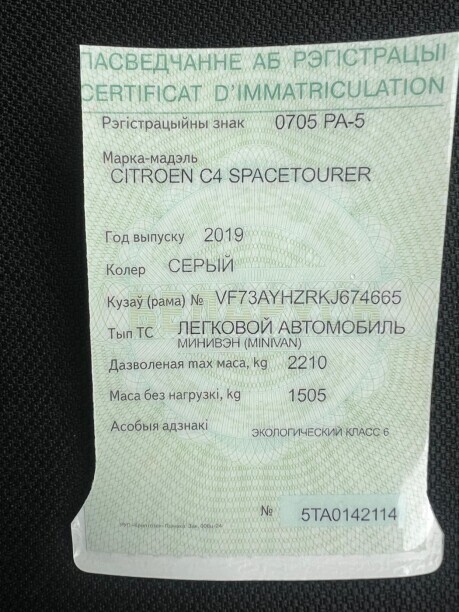 ПАСВЕДЧАННЕ АБ РЭГІСТРАЦЫІ
CERTIFICAT D'IMMATRICULATION
Рэгістрацыйны знак 0705 PA-5
Марка-мадэль
CITROEN C4 SPACETOURER
Год выпуску 2019
Колер СЕРЫЙ
Кузаў (рама) № VF73AYHZRKJ674665
Тып ТС ЛЕГКОВОЙ АВТОМОБИЛЬ
МИНИВЭН (MINIVAN)
Дазволеная max маса, kg 2210
Маса без нагрузкі, kg 1505
Асобыя адзнакі ЭКОЛОГИЧЕСКИЙ КЛАСС 6
№ 5TA0142114